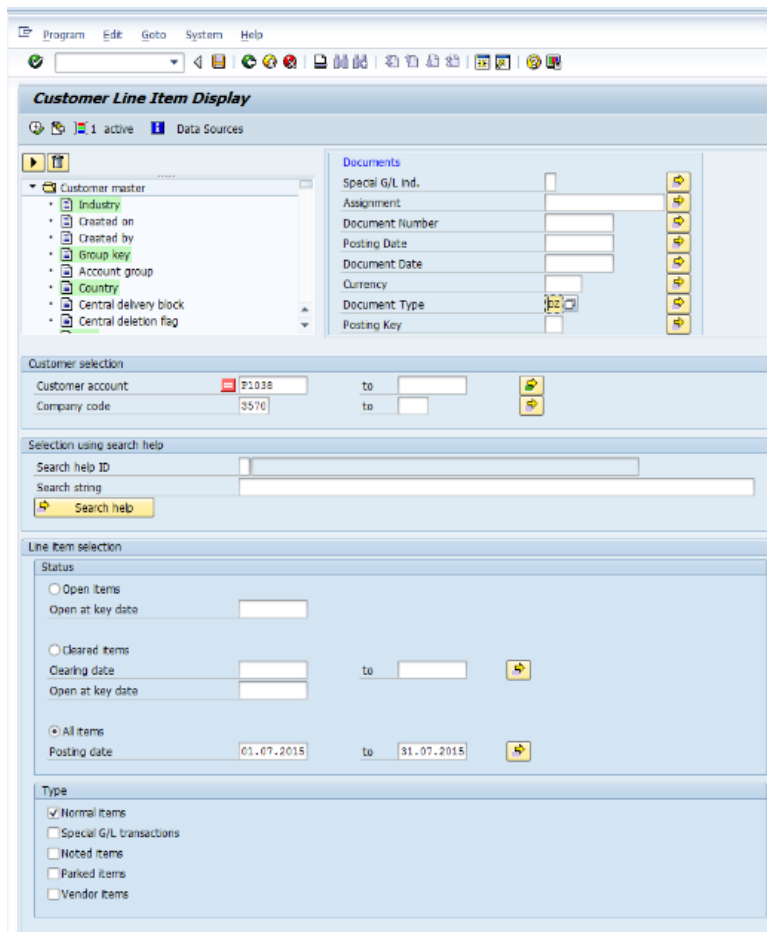 Program Edit Goto System Help
Customer Line Item Display
1 active Data Sources
Customer master
Industry
Created on
Created by
Group key
Account group
Country
Central delivery block
Central deletion flag
Documents
Special G/L Ind.
Assignment
Document Number
Posting Date
Document Date
Currency
Document Type DZ
Posting Key
Customer selection
Customer account P1038 to
Company code 3570 to
Selection using search help
Search help ID
Search string
Search help
Line item selection
Status
Open items
Open at key date
Cleared items
Clearing date to
Open at key date
All items
Posting date 01.07.2015 to 31.07.2015
Type
Normal items
Special G/L transactions
Noted items
Parked items
Vendor items